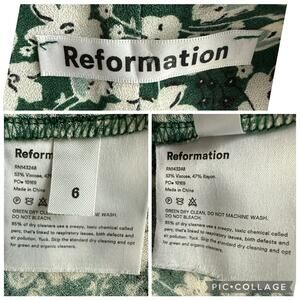 Reformation
Reform
RN143248
53% Viscose, 47% Rayon.
PO# 10169
Made in China
GREEN DRY CLEAN. DO NOT MACHINE WASH.
DO NOT BLEACH.
85% of dry cleaners use a creepy, toxic chemical called
perc, that's linked to respiratory issues, birth defects and
air pollution. Yuck. Skip the standard dry cleaning and opt
for green and organic cleaners.
6
Reformation
RN143248
53% Viscose, 47% Rayon.
PO# 10169
Made in China
GREEN DRY CLEAN. DO NOT MACHINE WASH.
DO NOT BLEACH.
85% of dry cleaners use a creepy, toxic chemical called
perc, that's linked to respiratory issues, birth defects and
air pollution. Yuck. Skip the standard dry cleaning and opt
for green and organic cleaners.
PIC•COLLAGE